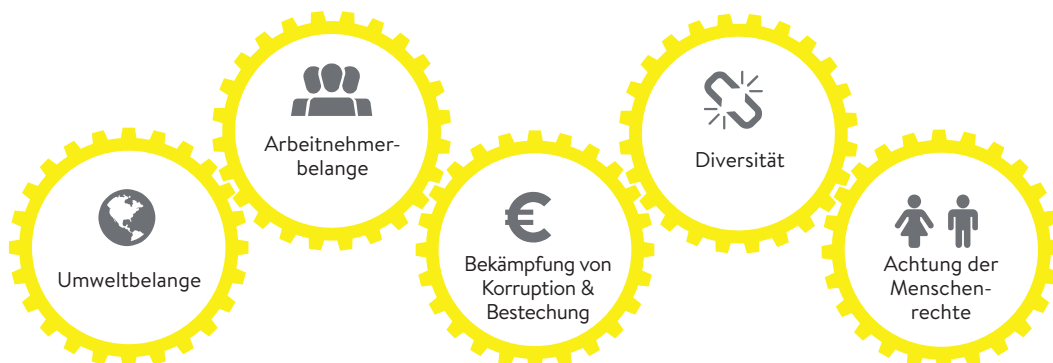 Umweltbelange
Arbeitnehmer-
belange
€
Bekämpfung von
Korruption &
Bestechung
Diversität
Achtung der
Menschen-
rechte